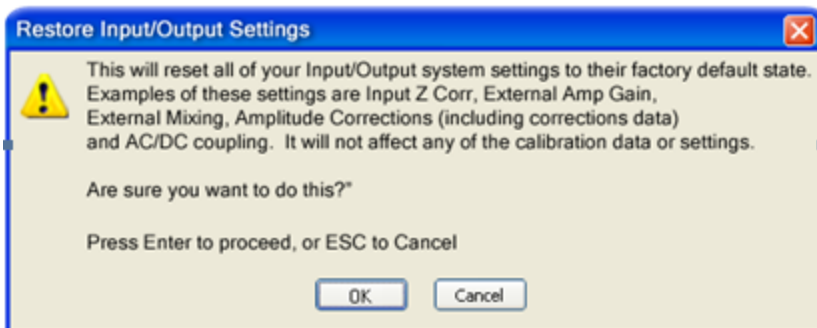 Restore Input/Output Settings
This will reset all of your Input/Output system settings to their factory default state.
Examples of these settings are Input Z Corr, External Amp Gain,
External Mixing, Amplitude Corrections (including corrections data)
and AC/DC coupling. It will not affect any of the calibration data or settings.
Are sure you want to do this?"
Press Enter to proceed, or ESC to Cancel
OK Cancel